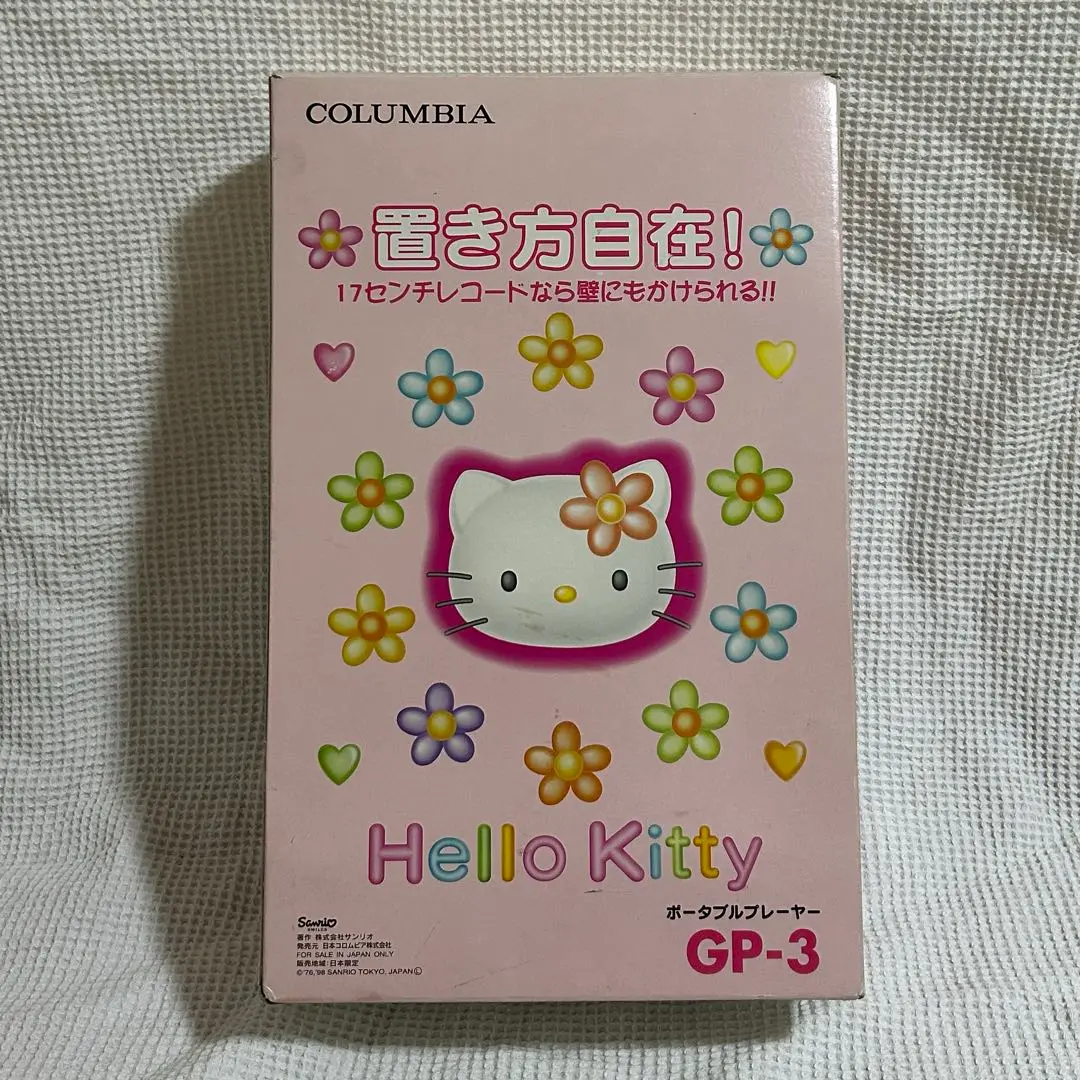 COLUMBIA
置き方自在!
17センチレコードなら壁にもかけられる!!
Hello Kitty
ポータブルプレーヤー
GP-3
Sanrio
SMILES
著作 株式会社サンリオ
発売元 日本コロムビア株式会社
FOR SALE IN JAPAN ONLY
販売地域:日本限定
©'76,'98 SANRIO TOKYO, JAPAN Ⓛ